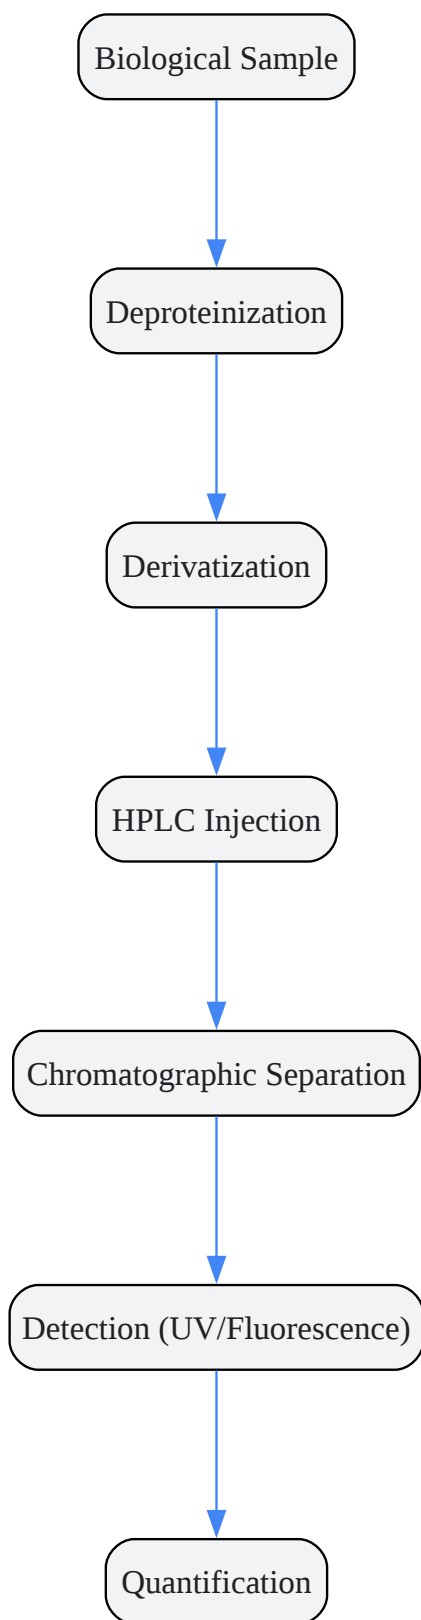 Biological Sample
Deproteinization
Derivatization
HPLC Injection
Chromatographic Separation
Detection (UV/Fluorescence)
Quantification